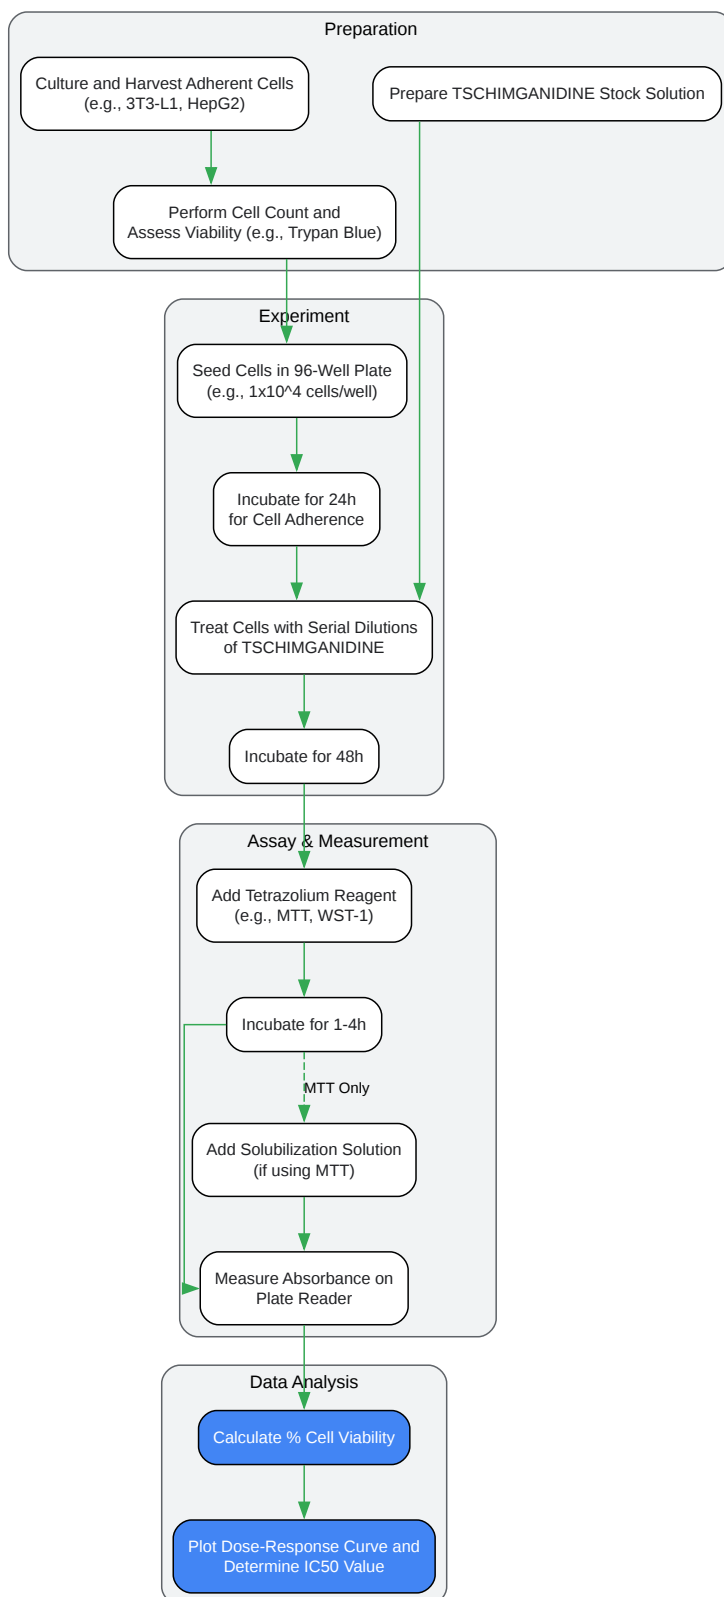 Preparation
Culture and Harvest Adherent Cells
(e.g., 3T3-L1, HepG2)
Prepare TSCHIMGANIDINE Stock Solution
Perform Cell Count and
Assess Viability (e.g., Trypan Blue)
Experiment
Seed Cells in 96-Well Plate
(e.g., 1x10^4 cells/well)
Incubate for 24h
for Cell Adherence
Treat Cells with Serial Dilutions
of TSCHIMGANIDINE
Incubate for 48h
Assay & Measurement
Add Tetrazolium Reagent
(e.g., MTT, WST-1)
Incubate for 1-4h
MTT Only
Add Solubilization Solution
(if using MTT)
Measure Absorbance on
Plate Reader
Data Analysis
Calculate % Cell Viability
Plot Dose-Response Curve and
Determine IC50 Value